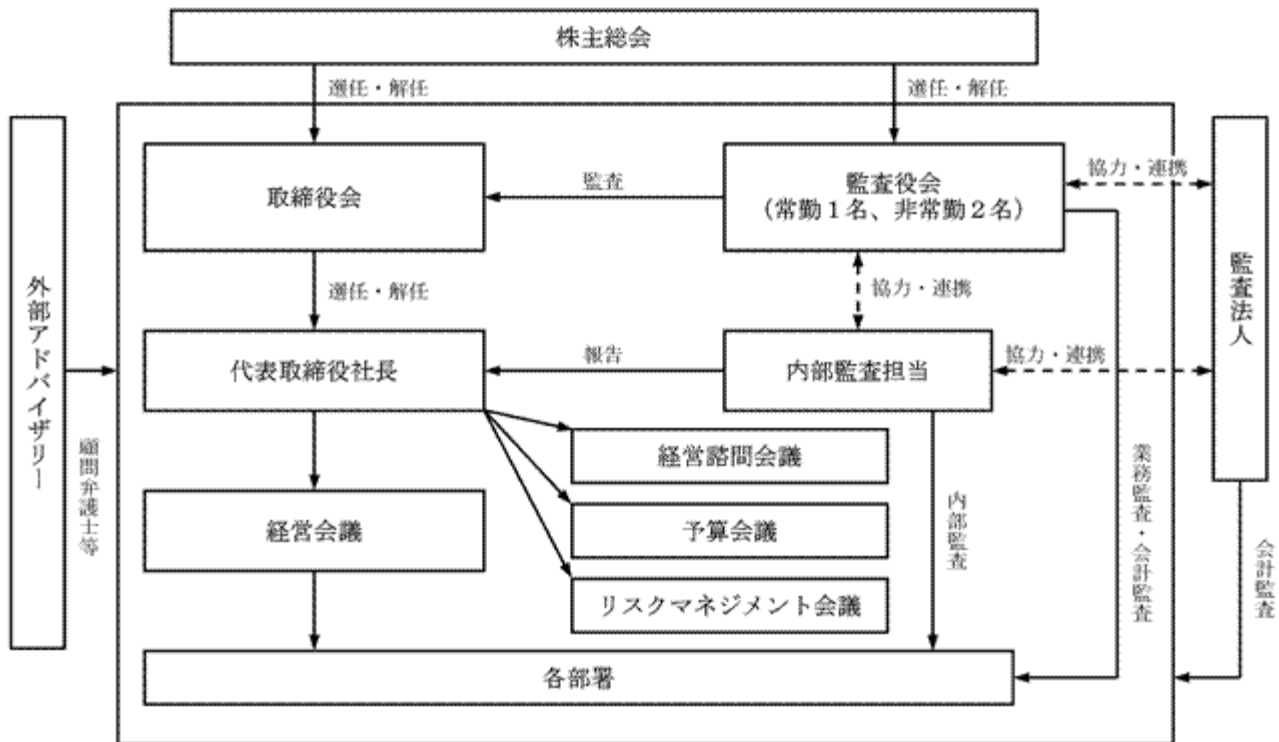 株主総会
選任・解任
選任・解任
取締役会
監査
監査役会
（常勤１名、非常勤２名）
協力・連携
選任・解任
協力・連携
外部アドバイザリー
顧問弁護士等
監査法人
代表取締役社長
報告
内部監査担当
協力・連携
経営諮問会議
経営会議
予算会議
内部監査
業務監査・会計監査
会計監査
リスクマネジメント会議
各部署